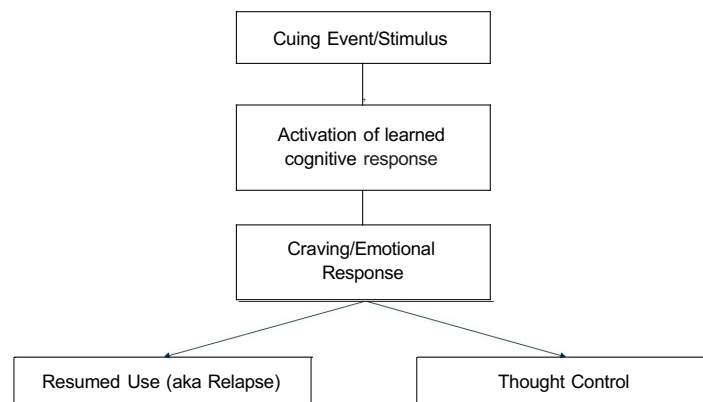 Cuing Event/Stimulus
Activation of learned
cognitive response
Craving/Emotional
Response
Resumed Use (aka Relapse)
Thought Control